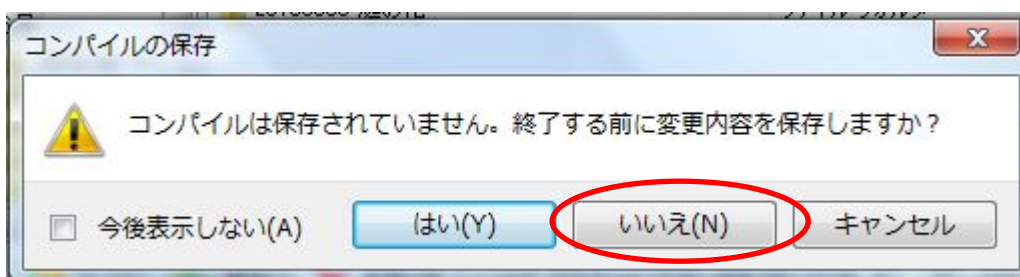 コンパイルの保存
コンパイルは保存されていません。終了する前に変更内容を保存しますか？
今後表示しない(A) はい(Y) いいえ(N) キャンセル